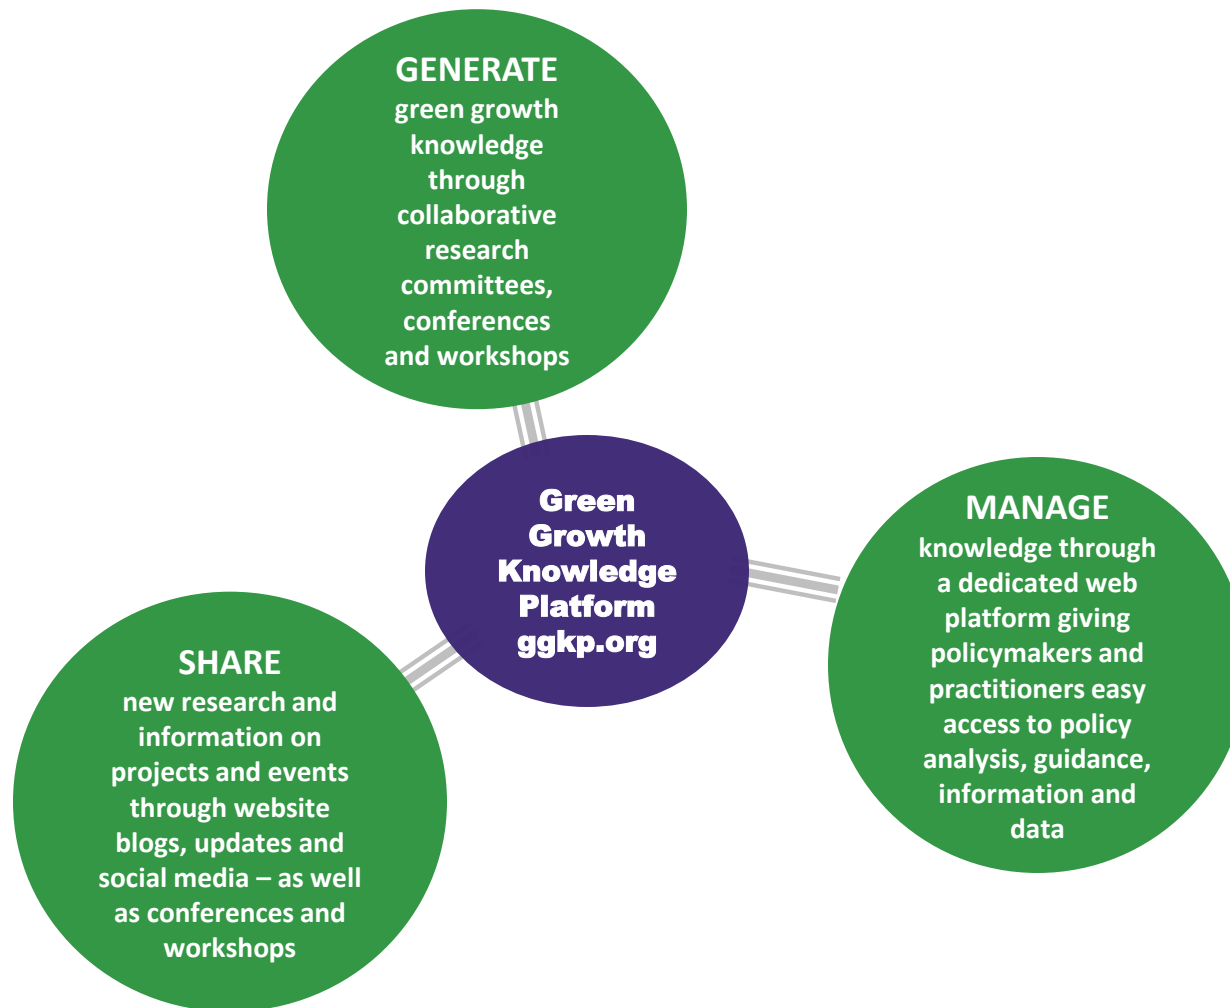 GENERATE
green growth
knowledge
through
collaborative
research
committees,
conferences
and workshops
Green
Growth
Knowledge
Platform
ggkp.org
MANAGE
knowledge through
a dedicated web
platform giving
policymakers and
practitioners easy
access to policy
analysis, guidance,
information and
data
SHARE
new research and
information on
projects and events
through website
blogs, updates and
social media – as well
as conferences and
workshops